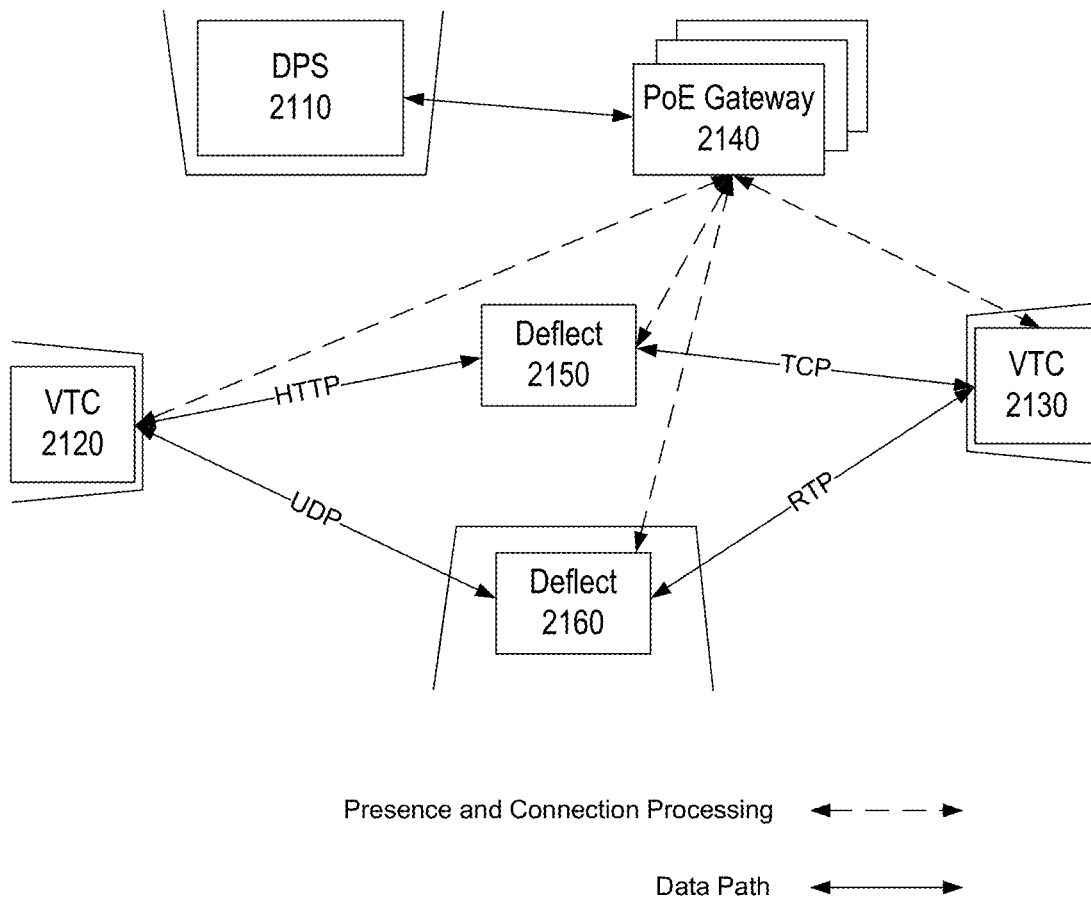 DPS
2110
PoE Gateway
2140
Deflect
2150
HTTP
TCP
VTC
2120
VTC
2130
UDP
RTP
Deflect
2160
Presence and Connection Processing
Data Path